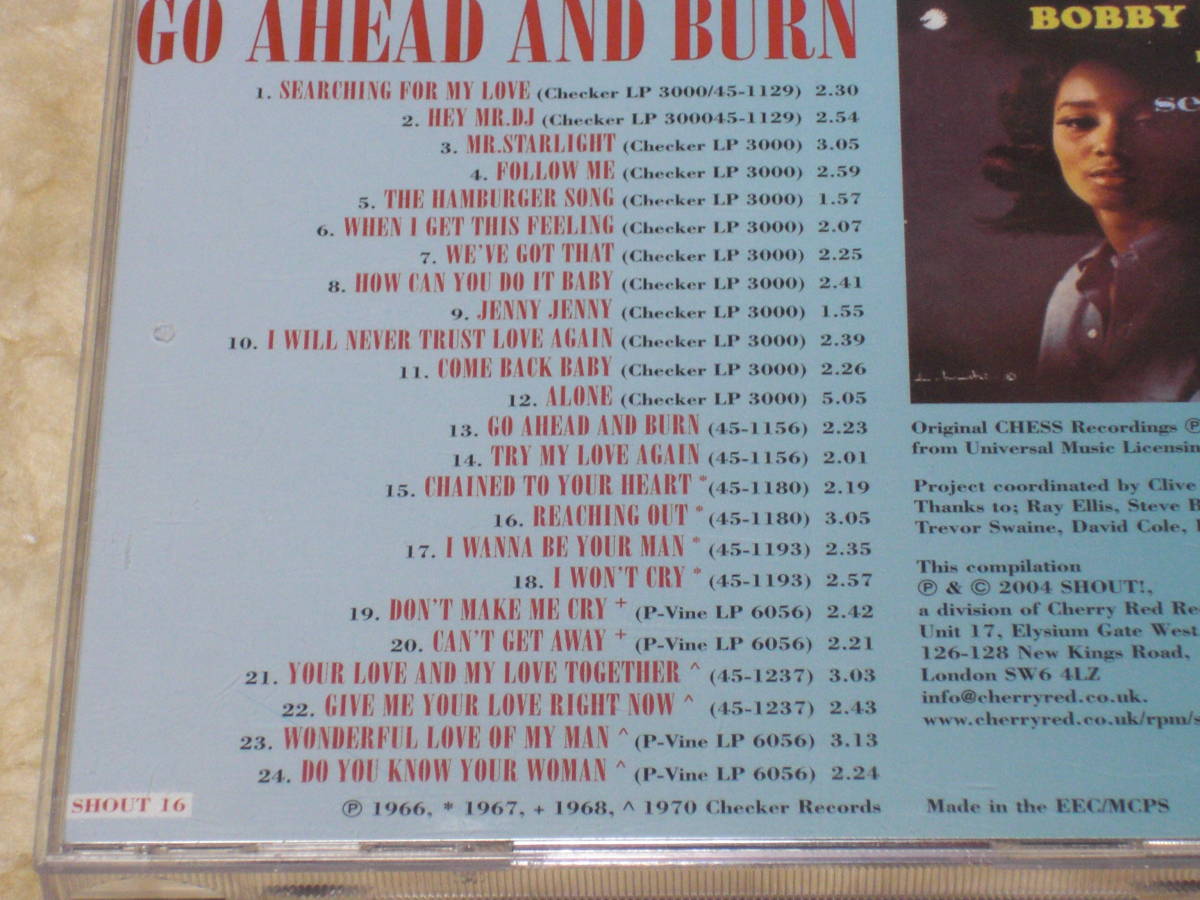 GO AHEAD AND BURN
1. SEARCHING FOR MY LOVE (Checker LP 3000/45-1129) 2.30
2. HEY MR.DJ (Checker LP 300045-1129) 2.54
3. MR.STARLIGHT (Checker LP 3000) 3.05
4. FOLLOW ME (Checker LP 3000) 2.59
5. THE HAMBURGER SONG (Checker LP 3000) 1.57
6. WHEN I GET THIS FEELING (Checker LP 3000) 2.07
7. WE'VE GOT THAT (Checker LP 3000) 2.25
8. HOW CAN YOU DO IT BABY (Checker LP 3000) 2.41
9. JENNY JENNY (Checker LP 3000) 1.55
10. I WILL NEVER TRUST LOVE AGAIN (Checker LP 3000) 2.39
11. COME BACK BABY (Checker LP 3000) 2.26
12. ALONE (Checker LP 3000) 5.05
13. GO AHEAD AND BURN (45-1156) 2.23
14. TRY MY LOVE AGAIN (45-1156) 2.01
15. CHAINED TO YOUR HEART *(45-1180) 2.19
16. REACHING OUT *(45-1180) 3.05
17. I WANNA BE YOUR MAN * (45-1193) 2.35
18. I WON'T CRY * (45-1193) 2.57
19. DON'T MAKE ME CRY + (P-Vine LP 6056) 2.42
20. CAN'T GET AWAY + (P-Vine LP 6056) 2.21
21. YOUR LOVE AND MY LOVE TOGETHER ^ (45-1237) 3.03
22. GIVE ME YOUR LOVE RIGHT NOW ^ (45-1237) 2.43
23. WONDERFUL LOVE OF MY MAN ^ (P-Vine LP 6056) 3.13
24. DO YOU KNOW YOUR WOMAN ^ (P-Vine LP 6056) 2.24
SHOUT 16
℗ 1966, * 1967, + 1968, ^ 1970 Checker Records
BOBBY
Original CHESS Recordings ℗
from Universal Music
Project coordinated by Clive
Thanks to; Ray Ellis, Steve
Trevor Swaine, David Cole,
This compilation
℗ & © 2004 SHOUT!,
a division of Cherry Red
Unit 17, Elysium Gate West
126-128 New Kings Road,
London SW6 4LZ
info@cherryred.co.uk.
www.cherryred.co.uk/rpm/s
Made in the EEC/MCPS